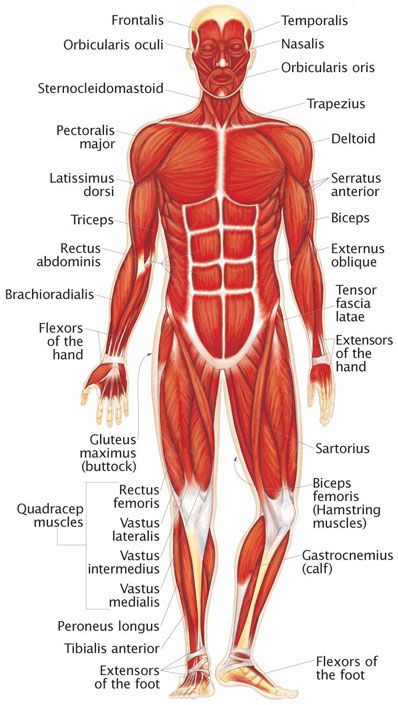 Frontalis
Orbicularis oculi
Sternocleidomastoid
Pectoralis
major
Latissimus
dorsi
Triceps
Rectus
abdominis
Brachioradialis
Flexors
of the
hand
Gluteus
maximus
(buttock)
Quadracep
muscles
Rectus
femoris
Vastus
lateralis
Vastus
intermedius
Vastus
medialis
Peroneus longus
Tibialis anterior
Extensors
of the foot
Temporalis
Nasalis
Orbicularis oris
Trapezius
Deltoid
Serratus
anterior
Biceps
Externus
oblique
Tensor
fascia
latae
Extensors
of the
hand
Sartorius
Biceps
femoris
(Hamstring
muscles)
Gastrocnemius
(calf)
Flexors of
the foot